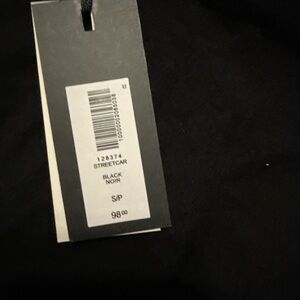 128374
STREETCAR
BLACK
NOIR
S/P
98.00